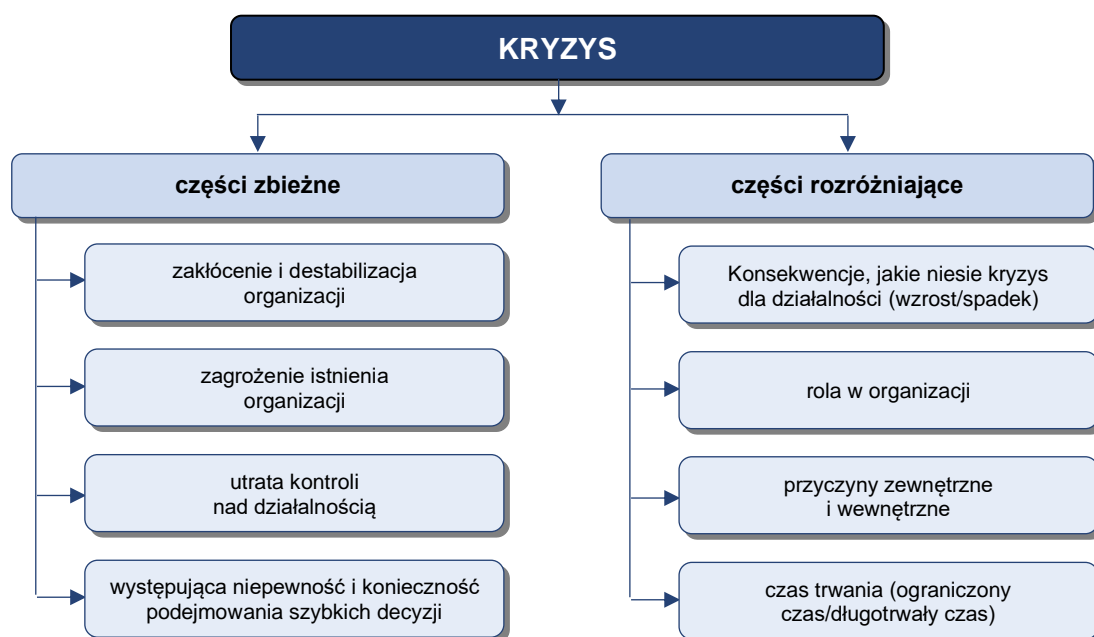 KRYZYS
części zbieżne
zakłócenie i destabilizacja
organizacji
zagrożenie istnienia
organizacji
utrata kontroli
nad działalnością
występująca niepewność i konieczność
podejmowania szybkich decyzji
części rozróżniające
Konsekwencje, jakie niesie kryzys
dla działalności (wzrost/spadek)
rola w organizacji
przyczyny zewnętrzne
i wewnętrzne
czas trwania (ograniczony
czas/długotrwały czas)